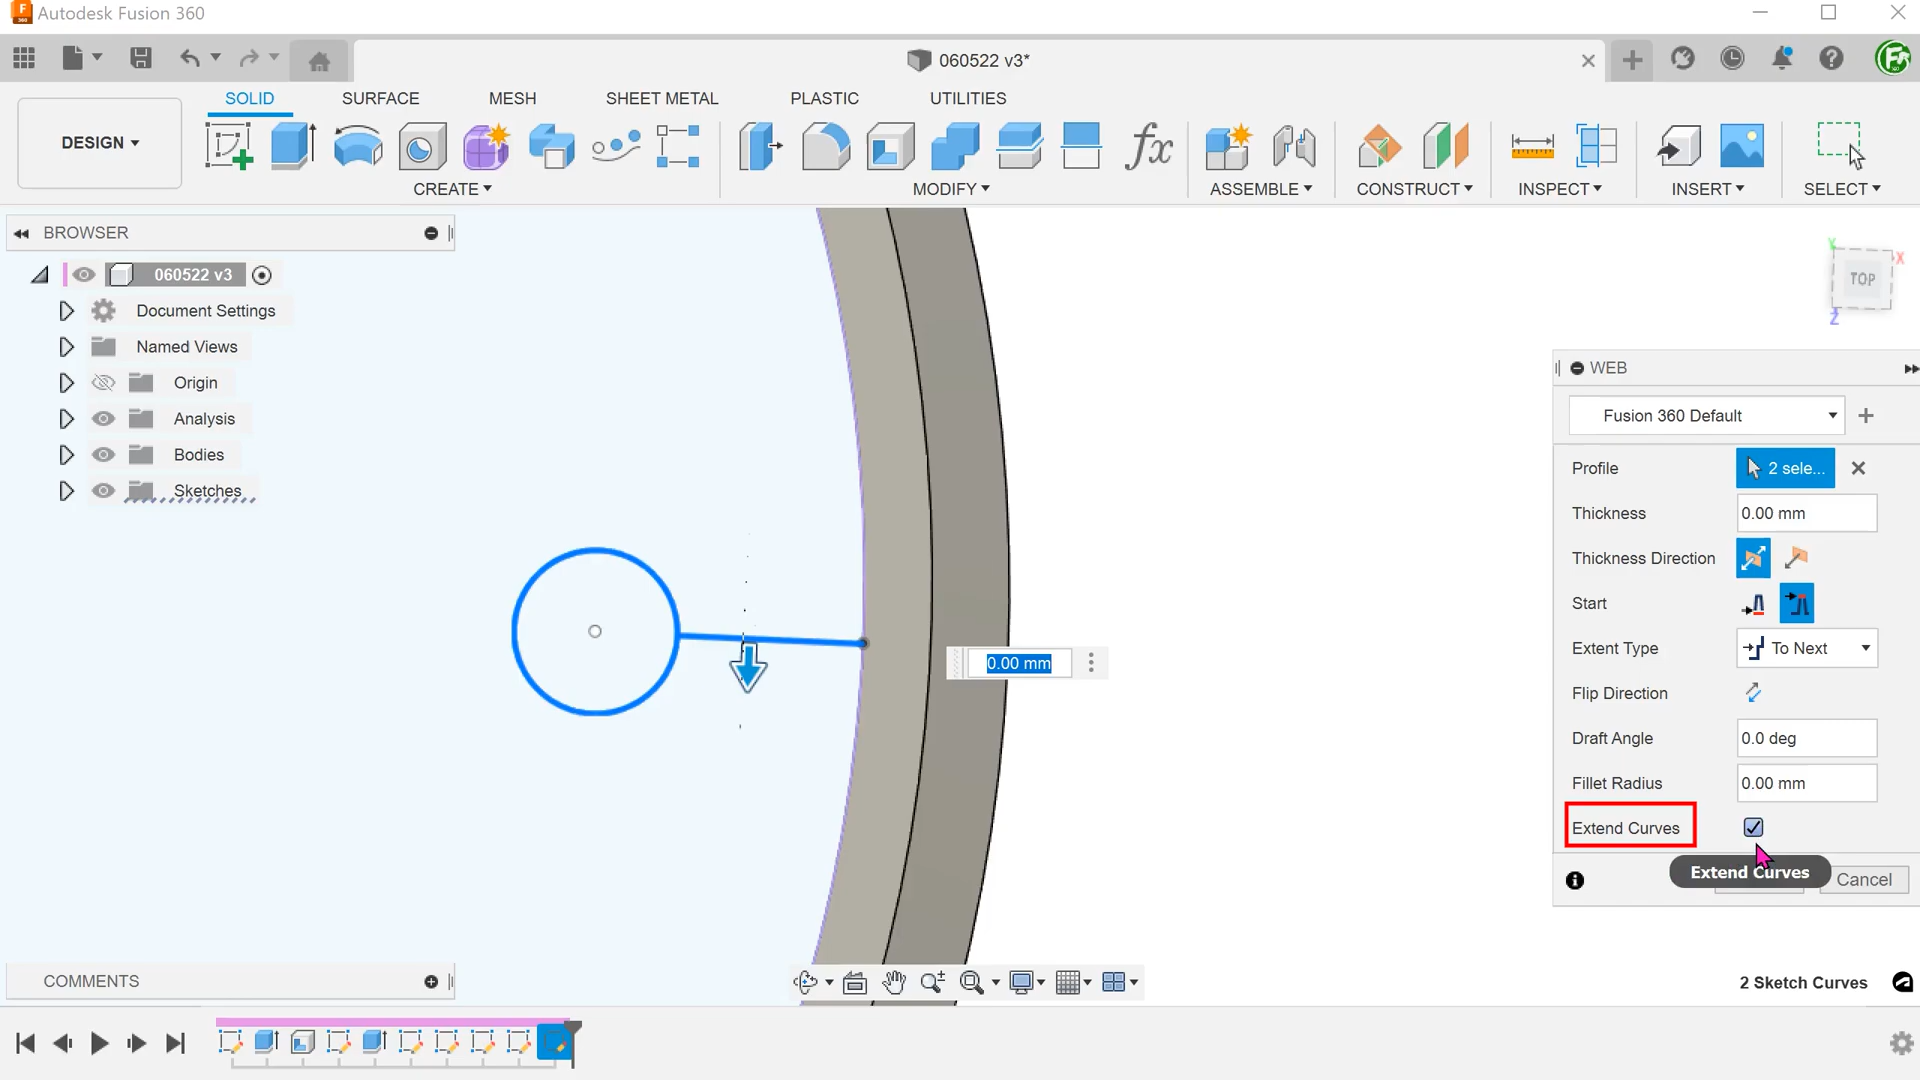 Autodesk Fusion 360
060522 v3*
SOLID
SURFACE
MESH
SHEET METAL
PLASTIC
UTILITIES
DESIGN
CREATE
MODIFY
ASSEMBLE
CONSTRUCT
INSPECT
INSERT
SELECT
BROWSER
060522 v3
Document Settings
Named Views
Origin
Analysis
Bodies
Sketches
Y
X
TOP
Z
WEB
Fusion 360 Default
Profile
2 sele...
Thickness
0.00 mm
Thickness Direction
Start
Extent Type
To Next
Flip Direction
Draft Angle
0.0 deg
Fillet Radius
0.00 mm
Extend Curves
Extend Curves
Cancel
0.00 mm
COMMENTS
2 Sketch Curves